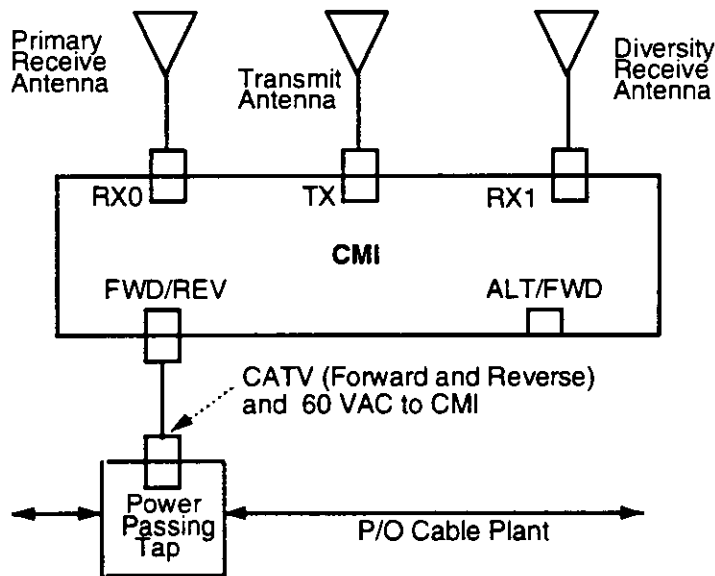 Primary
Receive
Antenna
Transmit
Antenna
Diversity
Receive
Antenna
RX0
TX
RX1
CMI
FWD/REV
ALT/FWD
CATV (Forward and Reverse)
and 60 VAC to CMI
Power
Passing
Tap
P/O Cable Plant